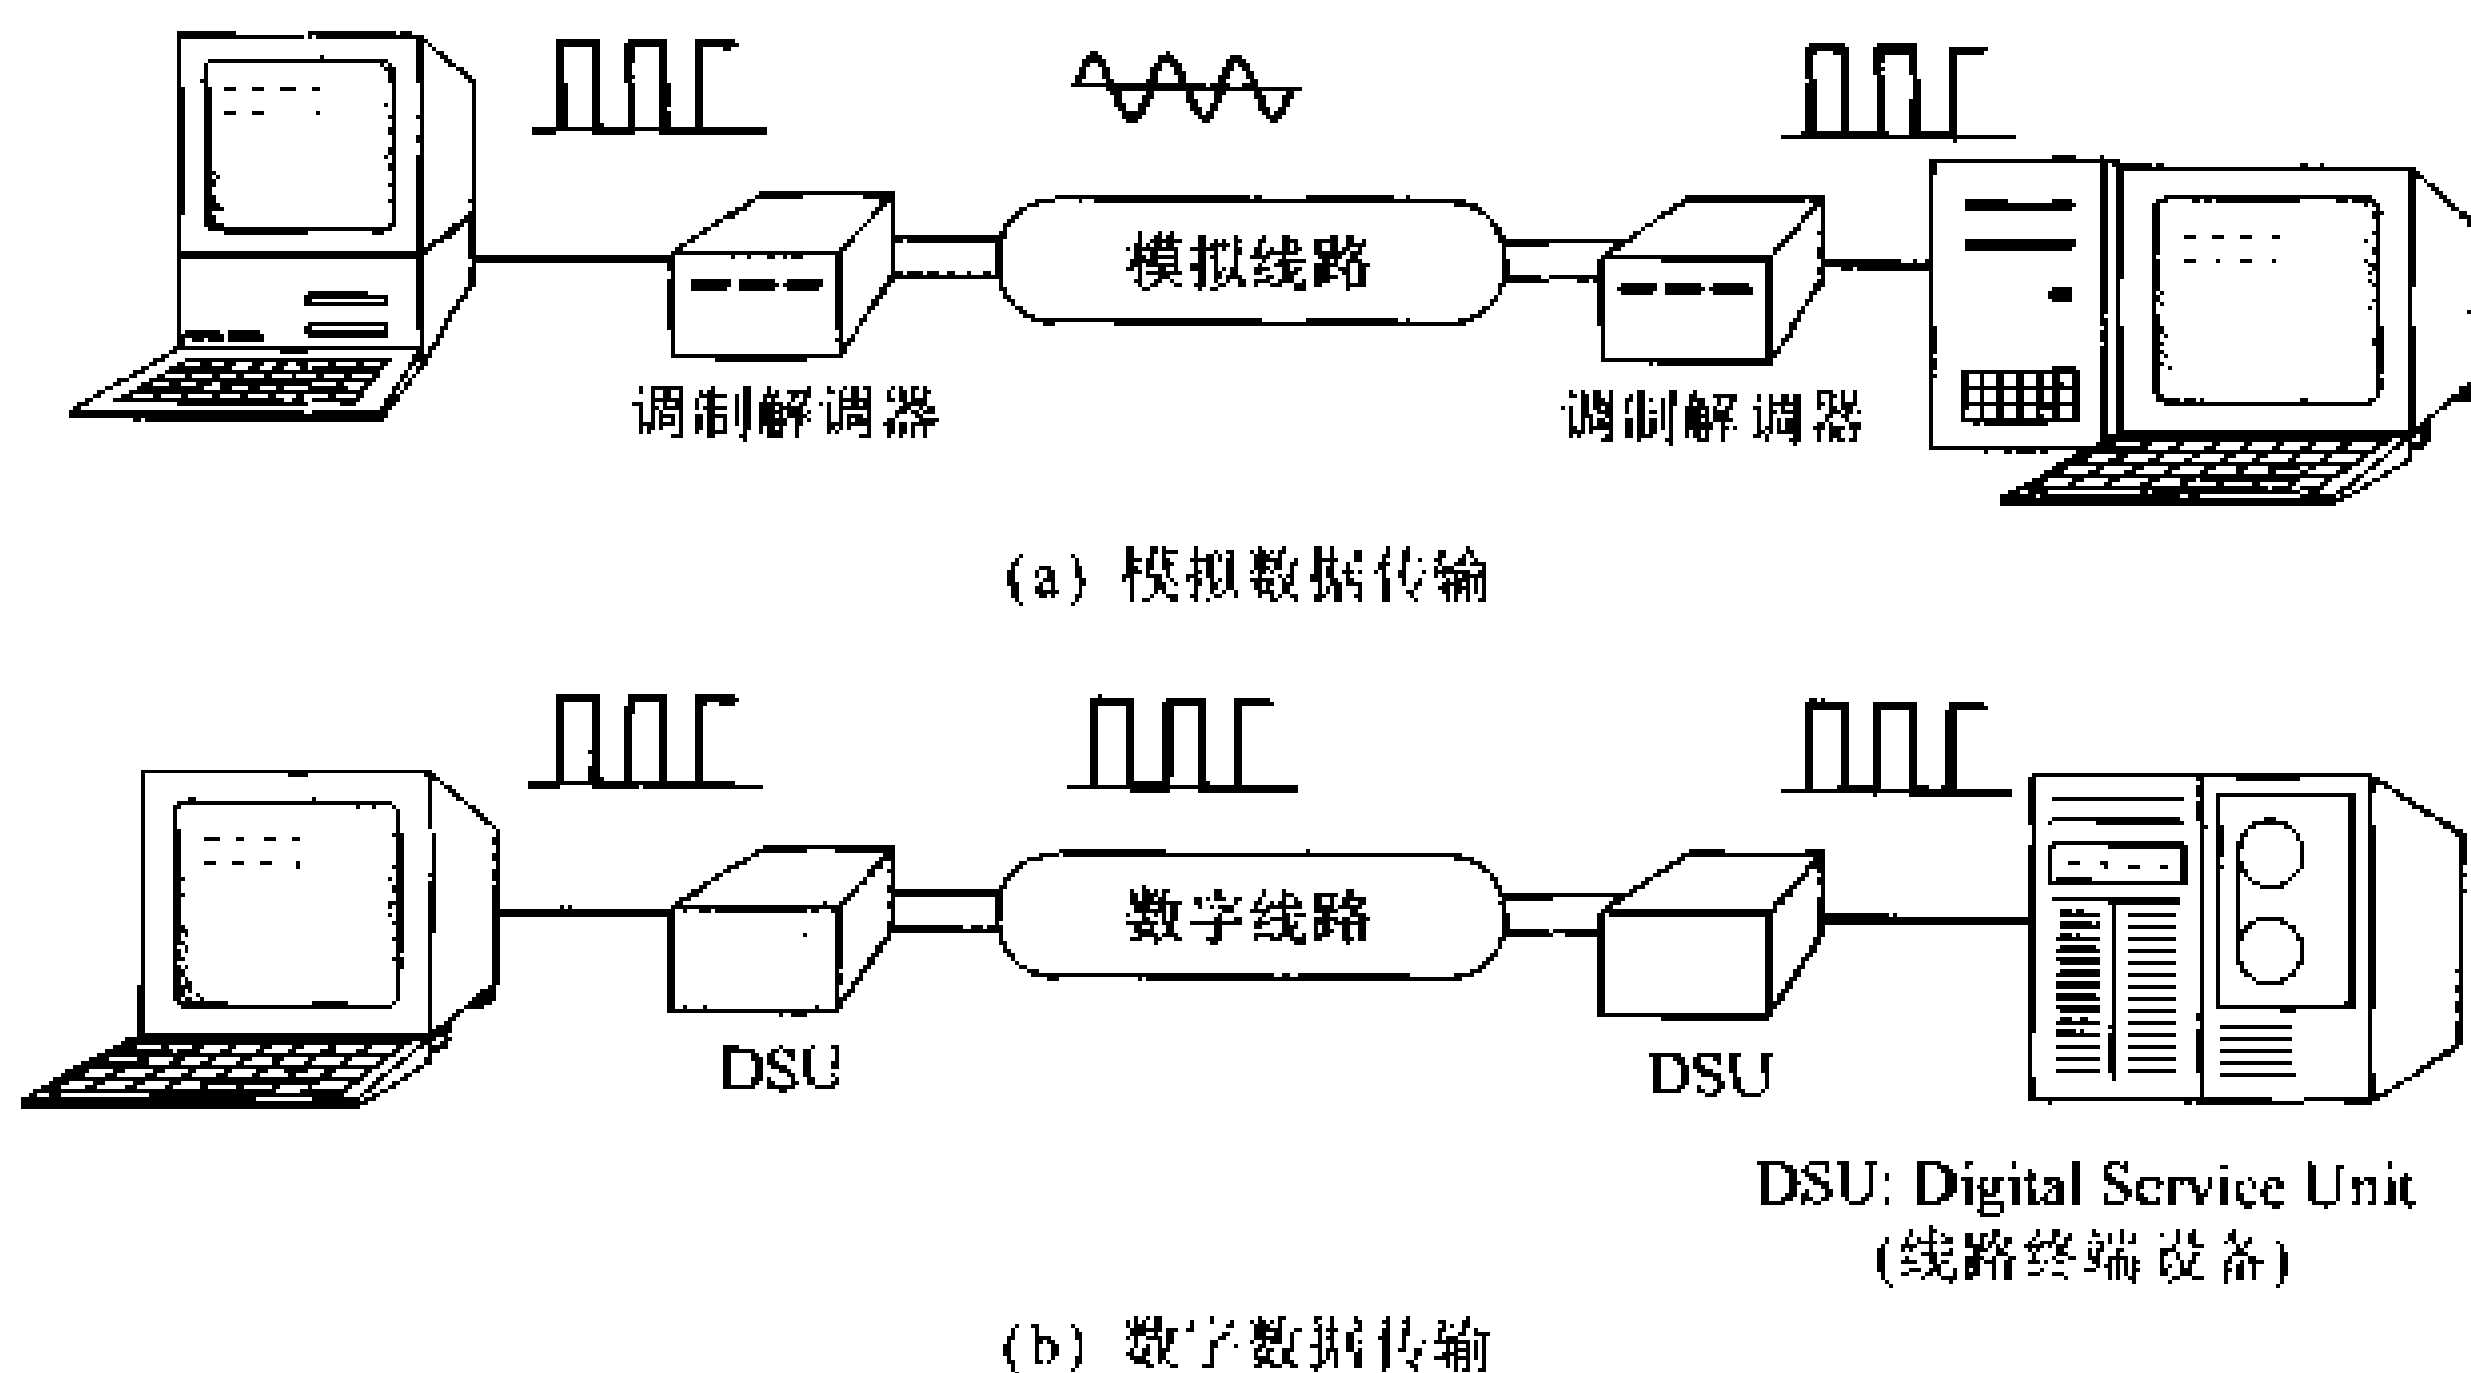 模拟线路
调制解调器
调制解调器
(a) 模拟数据传输
数字线路
DSU
DSU
DSU: Digital Service Unit
(线路终端设备)
(b) 数字数据传输